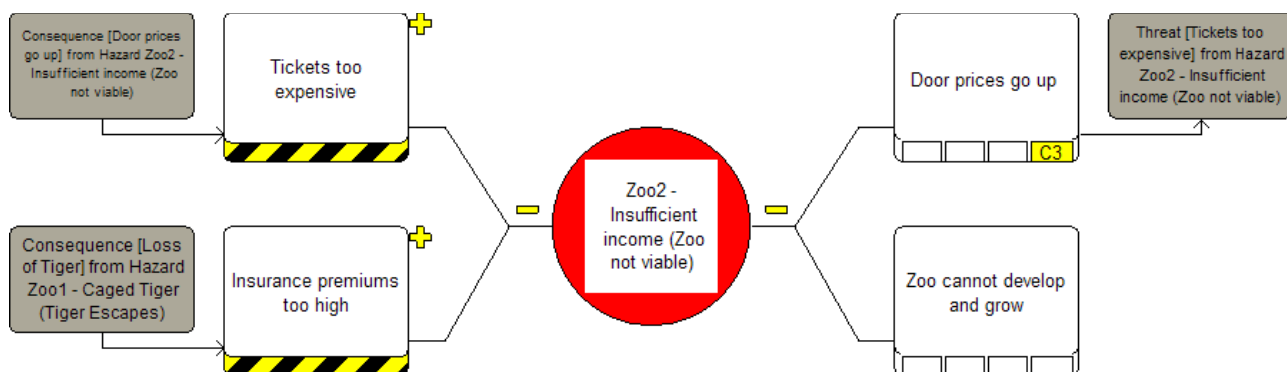 Consequence [Door prices
go up] from Hazard Zoo2 -
Insufficient income (Zoo
not viable)
Tickets too
expensive
Door prices go up
C3
Threat [Tickets too
expensive] from Hazard
Zoo2 - Insufficient
income (Zoo not viable)
Zoo2 -
Insufficient
income (Zoo
not viable)
Consequence [Loss
of Tiger] from Hazard
Zoo1 - Caged Tiger
(Tiger Escapes)
Insurance premiums
too high
Zoo cannot develop
and grow